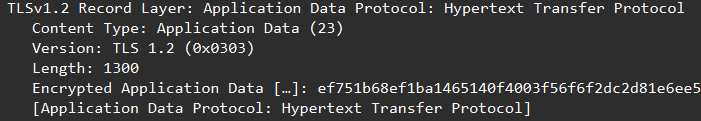 TLSv1.2 Record Layer: Application Data Protocol: Hypertext Transfer Protocol
Content Type: Application Data (23)
Version: TLS 1.2 (0x0303)
Length: 1300
Encrypted Application Data […]: ef751b68ef1ba1465140f4003f56f6f2dc2d81e6ee5
[Application Data Protocol: Hypertext Transfer Protocol]